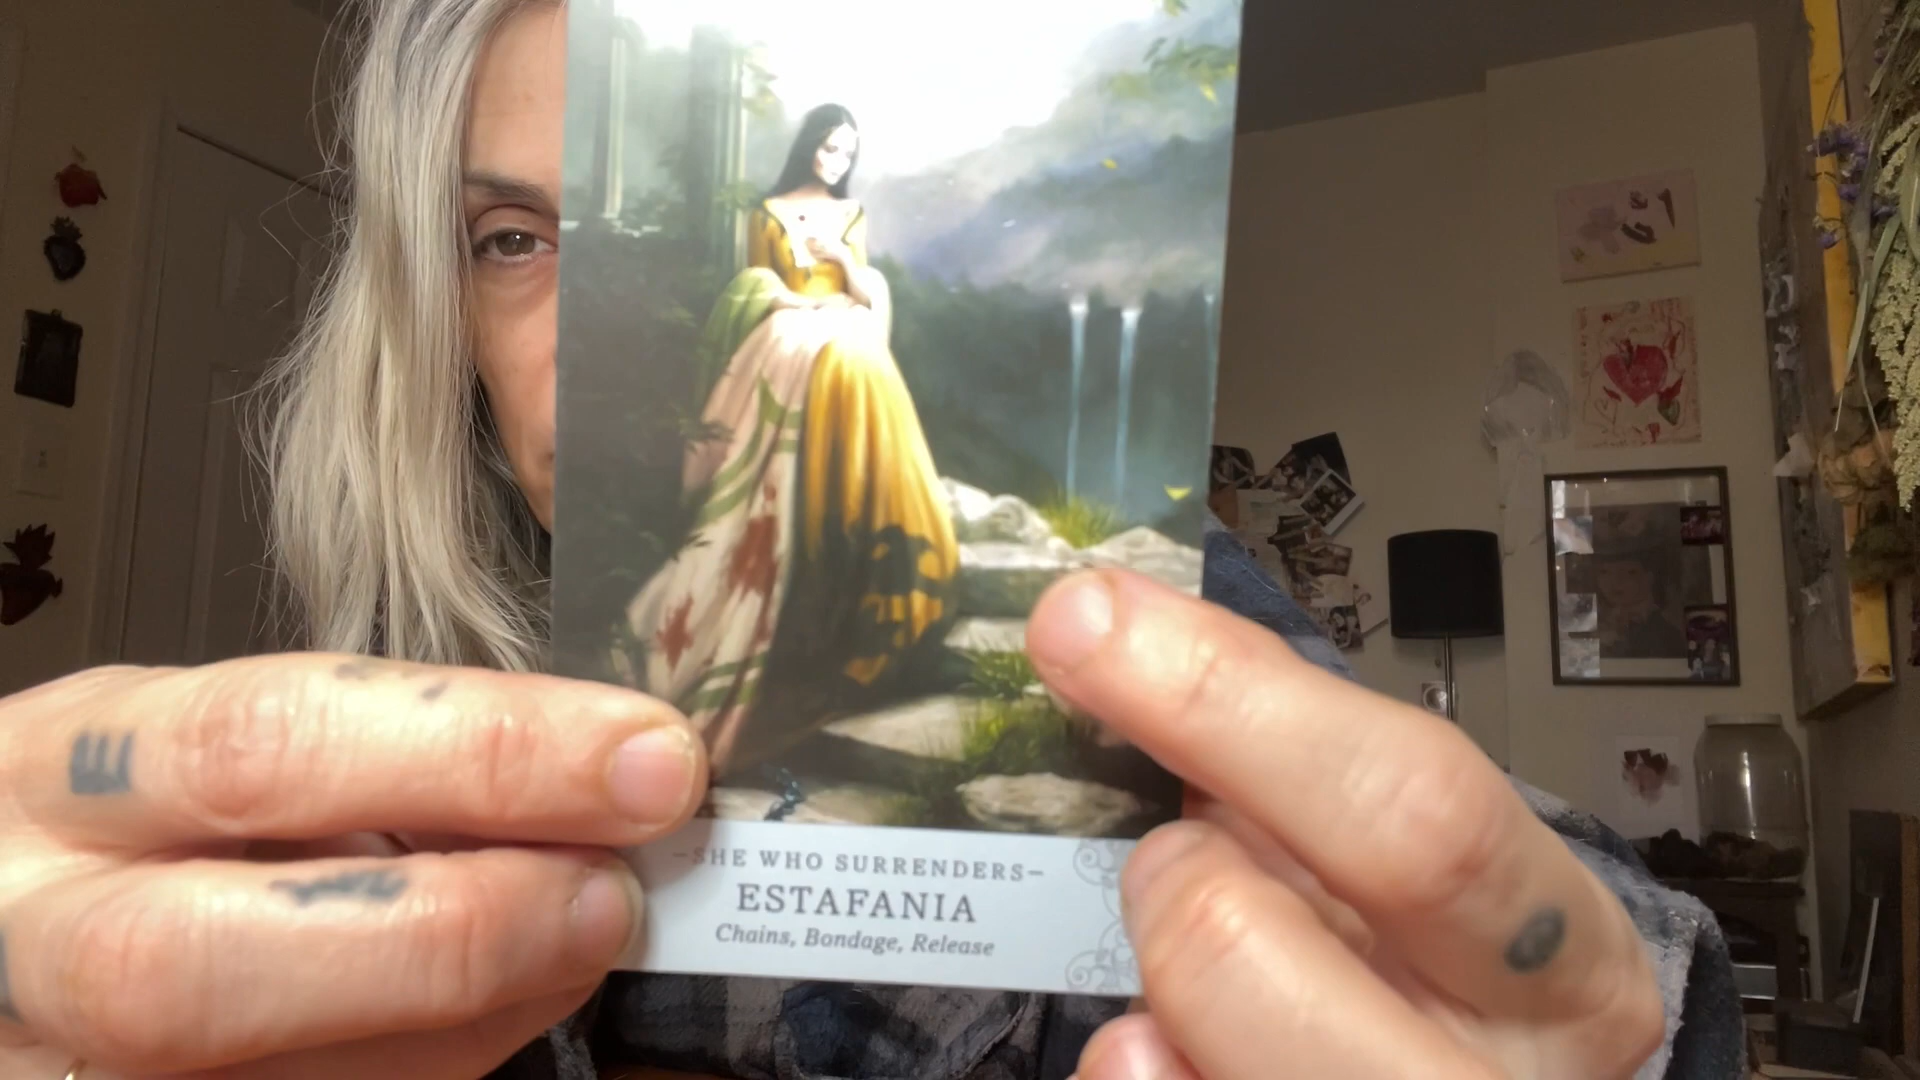 –SHE WHO SURRENDERS–
ESTAFANIA
Chains, Bondage, Release